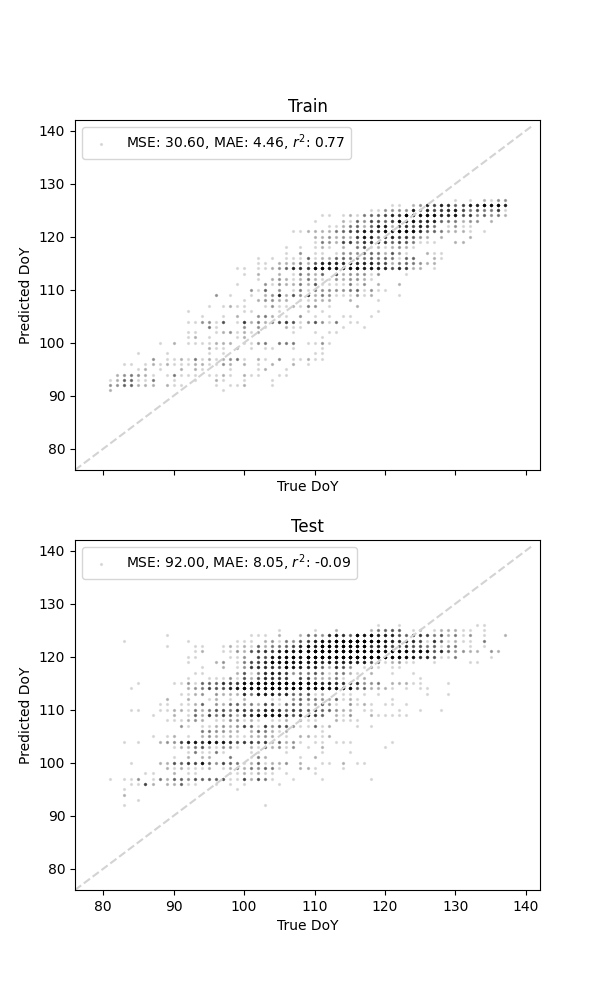 Train
MSE: 30.60, MAE: 4.46, r²: 0.77
140
130
120
110
100
90
80
Predicted DoY
True DoY
Test
MSE: 92.00, MAE: 8.05, r²: -0.09
140
130
120
110
100
90
80
Predicted DoY
80 90 100 110 120 130 140
True DoY